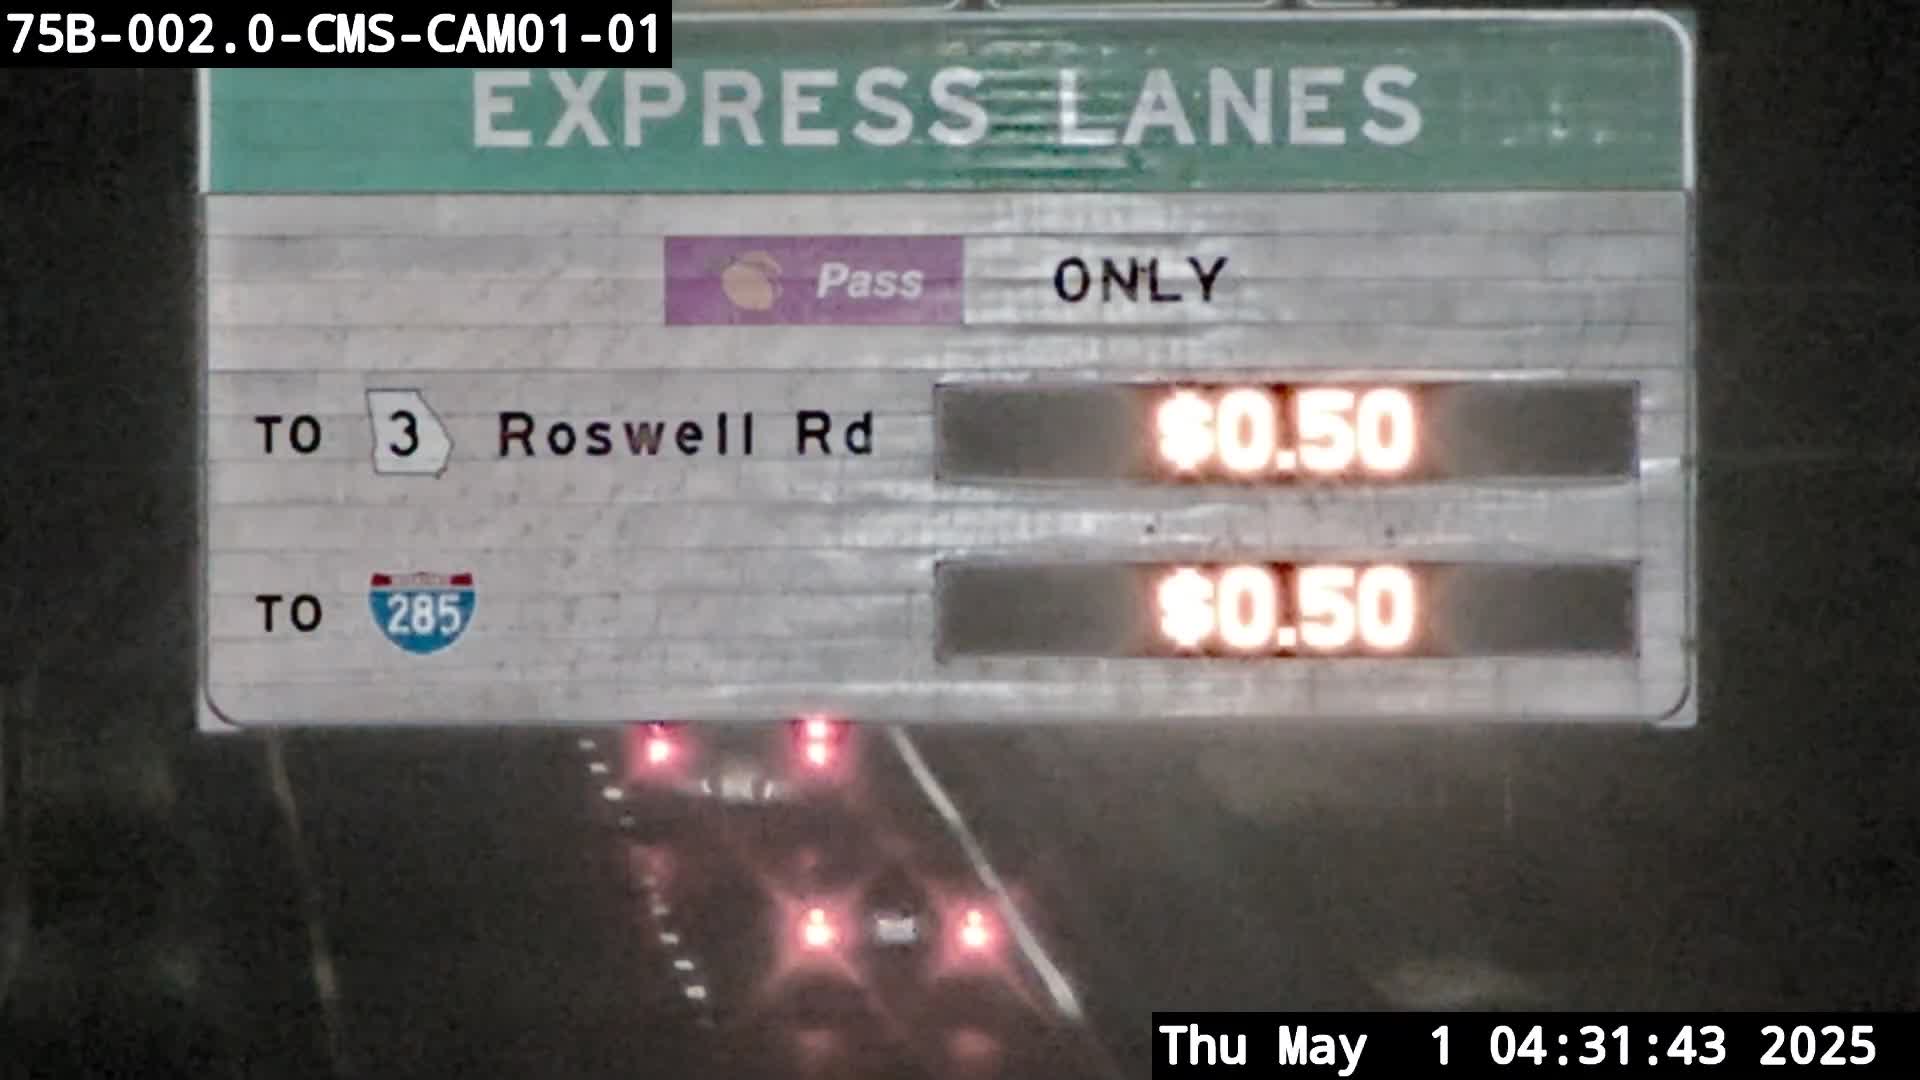 75B-002.0-CMS-CAM01-01
EXPRESS LANES
Pass ONLY
TO 3 Roswell Rd $0.50
TO 285 $0.50
Thu May 1 04:31:43 2025